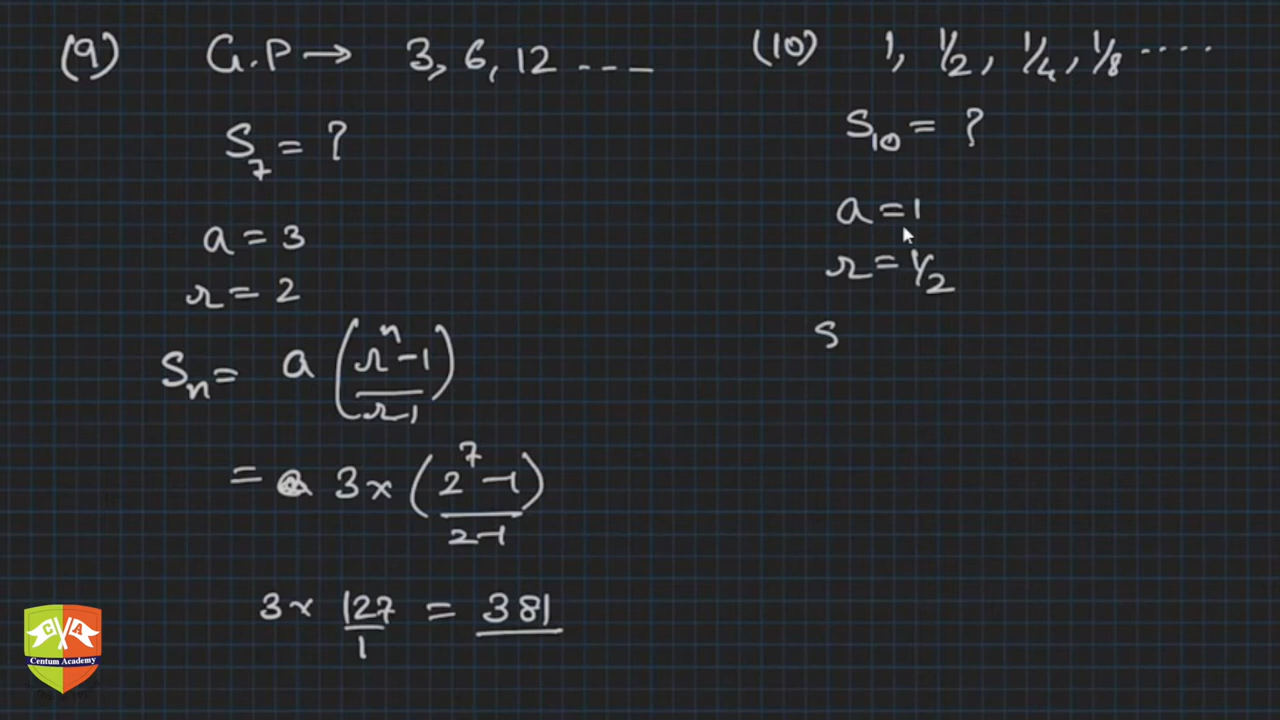 (9) G.P → 3, 6, 12 ----
S₇ = ?
a = 3
r = 2
Sₙ = a (rⁿ-1 / r-1)
= 3 × (2⁷-1 / 2-1)
3 × 127/1 = 381
(10) 1, 1/2, 1/4, 1/8 ....
S₁₀ = ?
a = 1
r = 1/2
S
CA
Centum Academy